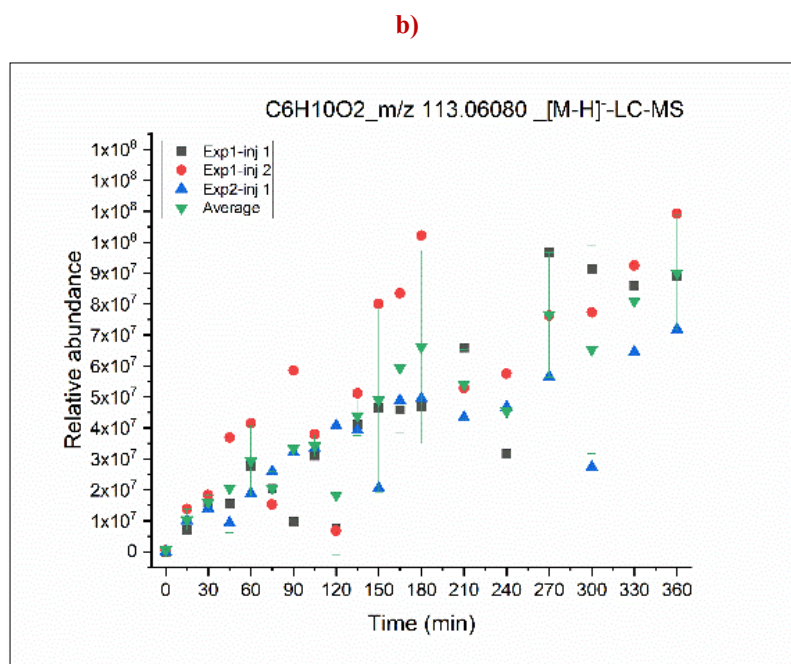 b)
C6H10O2_m/z 113.06080 _[M-H]⁻-LC-MS
Relative abundance
1x10⁸
1x10⁸
1x10⁸
1x10⁸
9x10⁷
8x10⁷
7x10⁷
6x10⁷
5x10⁷
4x10⁷
3x10⁷
2x10⁷
1x10⁷
0
Exp1-inj 1
Exp1-inj 2
Exp2-inj 1
Average
0 30 60 90 120 150 180 210 240 270 300 330 360
Time (min)